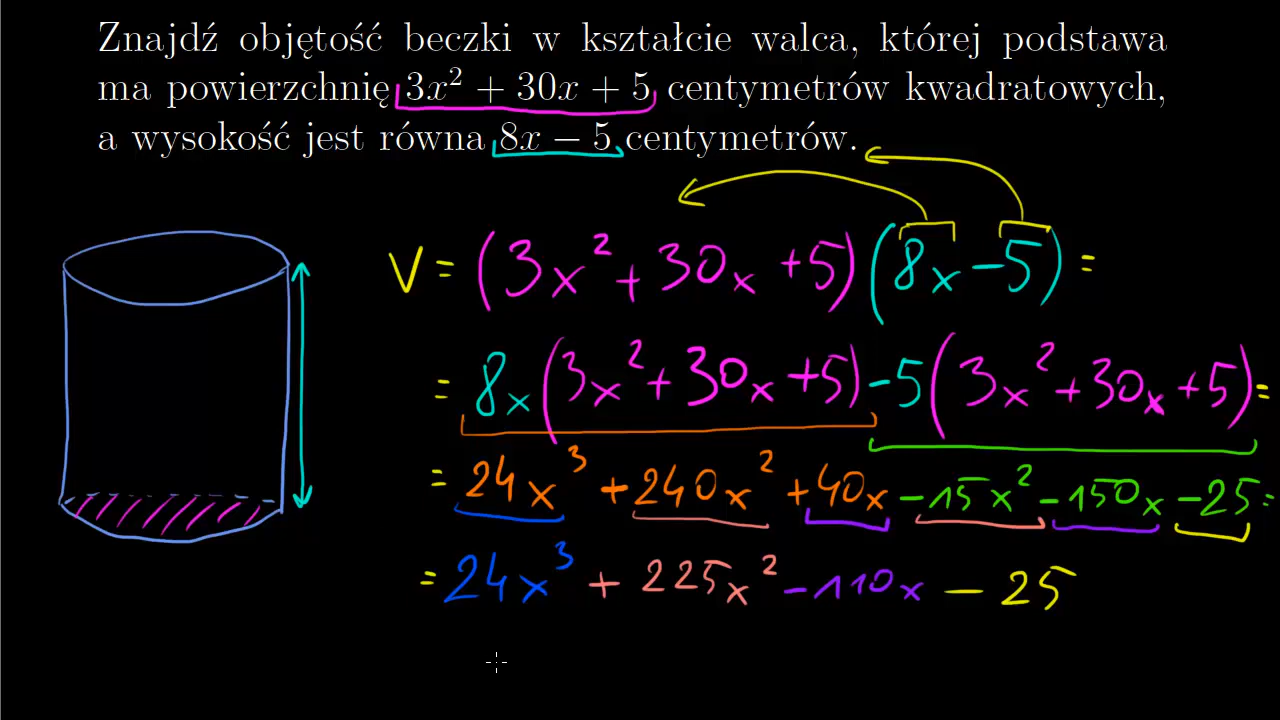 Znajdź objętość beczki w kształcie walca, której podstawa
ma powierzchnię 3x² + 30x + 5 centymetrów kwadratowych,
a wysokość jest równa 8x − 5 centymetrów.
V = (3x² + 30x + 5)(8x − 5) =
= 8x(3x² + 30x + 5) − 5(3x² + 30x + 5) =
= 24x³ + 240x² + 40x − 15x² − 150x − 25 =
= 24x³ + 225x² − 110x − 25